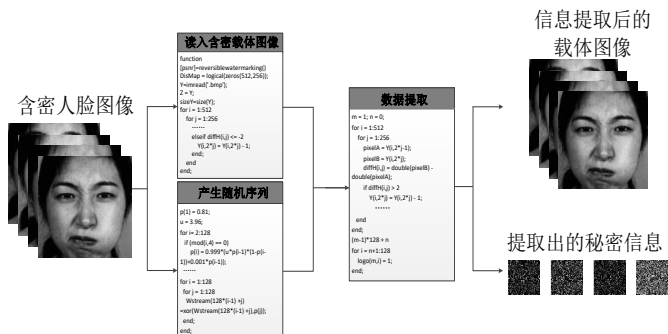 含密人脸图像
读入含密载体图像
function
[psnr]=reversiblewatermarking()
DisMap = logical(zeros(512,256));
Y=imread('.bmp');
Z = Y;
sizeY=size(Y);
for i = 1:512
for j = 1:256
......
elseif diffH(i,j) <= -2
Y(i,2*j) = Y(i,2*j) - 1;
end;
end
end;
产生随机序列
p(1) = 0.81;
u = 3.96;
for i= 2:128
if (mod(i,4) == 0)
p(i) = 0.999*(u*p(i-1)*(1-p(i-
1))+0.001*p(i-1));
......
for i = 1:128
for j = 1:128
Wstream(128*(i-1) +j)
=xor(Wstream(128*(i-1) +j),p(j));
end;
end;
数据提取
m = 1; n = 0;
for i = 1:512
for j = 1:256
pixelA = Y(i,2*j-1);
pixelB = Y(i,2*j);
diffH(i,j) = double(pixelB) -
double(pixelA);
if diffH(i,j) > 2
Y(i,2*j) = Y(i,2*j) - 1;
......
end
end;
(m-1)*128 + n
for i = n+1:128
logo(m,i) = 1;
end;
信息提取后的
载体图像
提取出的秘密信息